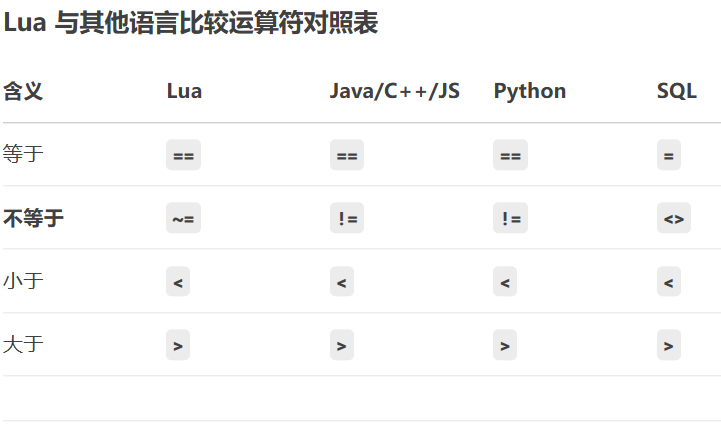 Lua 与其他语言比较运算符对照表
含义 Lua Java/C++/JS Python SQL
等于 == == == =
不等于 ~= != != <>
小于 < < < <
大于 > > > >